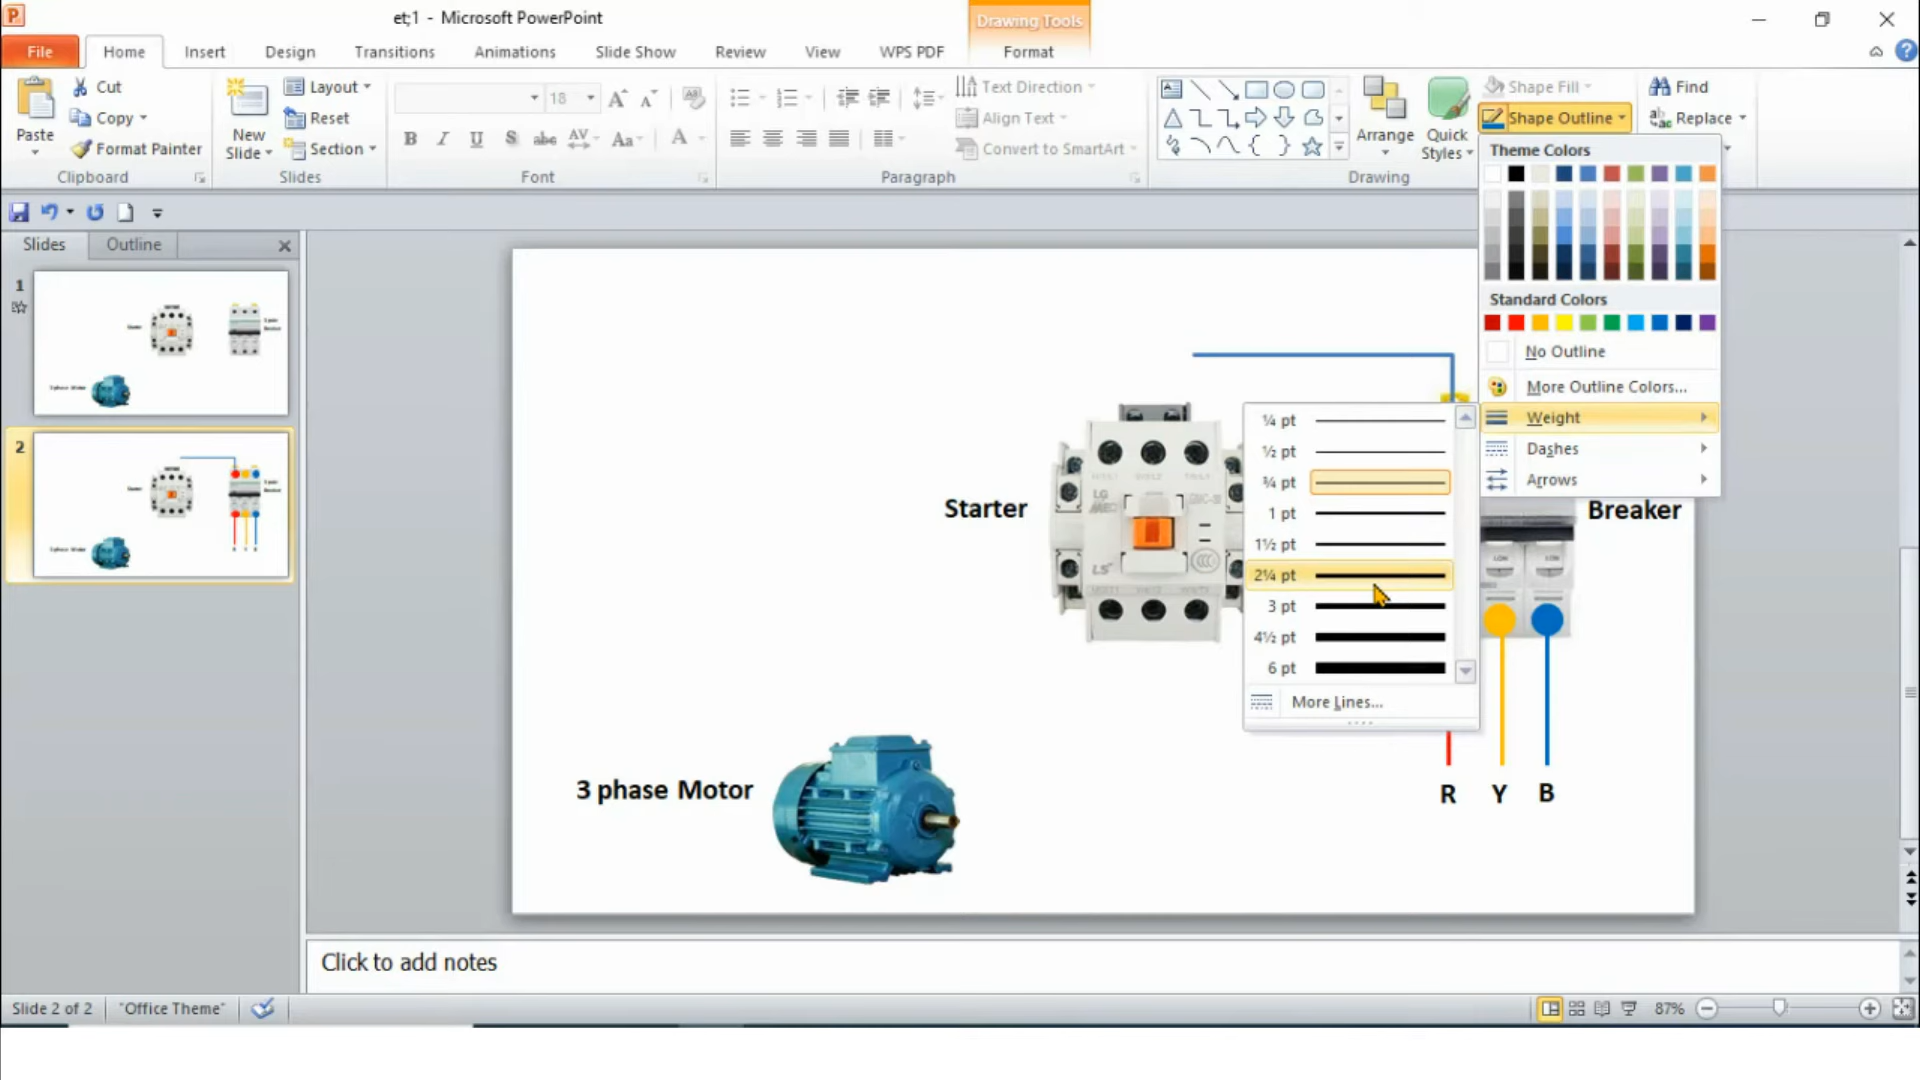 et;1 - Microsoft PowerPoint
Drawing Tools
File
Home
Insert
Design
Transitions
Animations
Slide Show
Review
View
WPS PDF
Format
Paste
Cut
Copy
Format Painter
Clipboard
New
Slide
Layout
Reset
Section
Slides
18
Font
Text Direction
Align Text
Convert to SmartArt
Paragraph
Arrange
Quick
Styles
Drawing
Shape Fill
Shape Outline
Find
Replace
Theme Colors
Standard Colors
No Outline
More Outline Colors...
Weight
Dashes
Arrows
¼ pt
½ pt
¾ pt
1 pt
1½ pt
2¼ pt
3 pt
4½ pt
6 pt
More Lines...
Slides
Outline
1
2
Starter
LG
MEC
LS
Breaker
3 phase Motor
R Y B
Click to add notes
Slide 2 of 2
"Office Theme"
87%